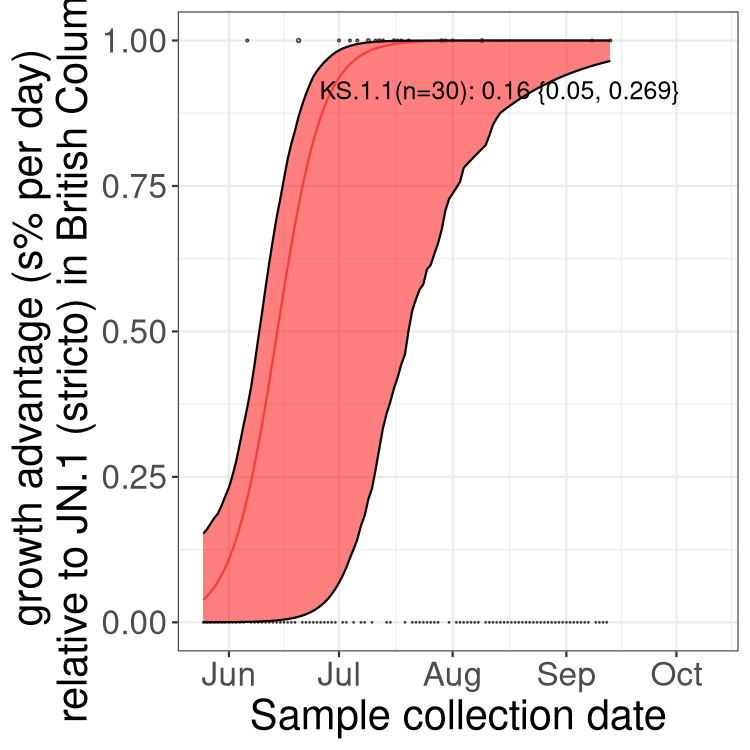 growth advantage (s% per day)
relative to JN.1 (stricto) in British Colum
1.00
0.75
0.50
0.25
0.00
KS.1.1(n=30): 0.16 {0.05, 0.269}
Jun Jul Aug Sep Oct
Sample collection date